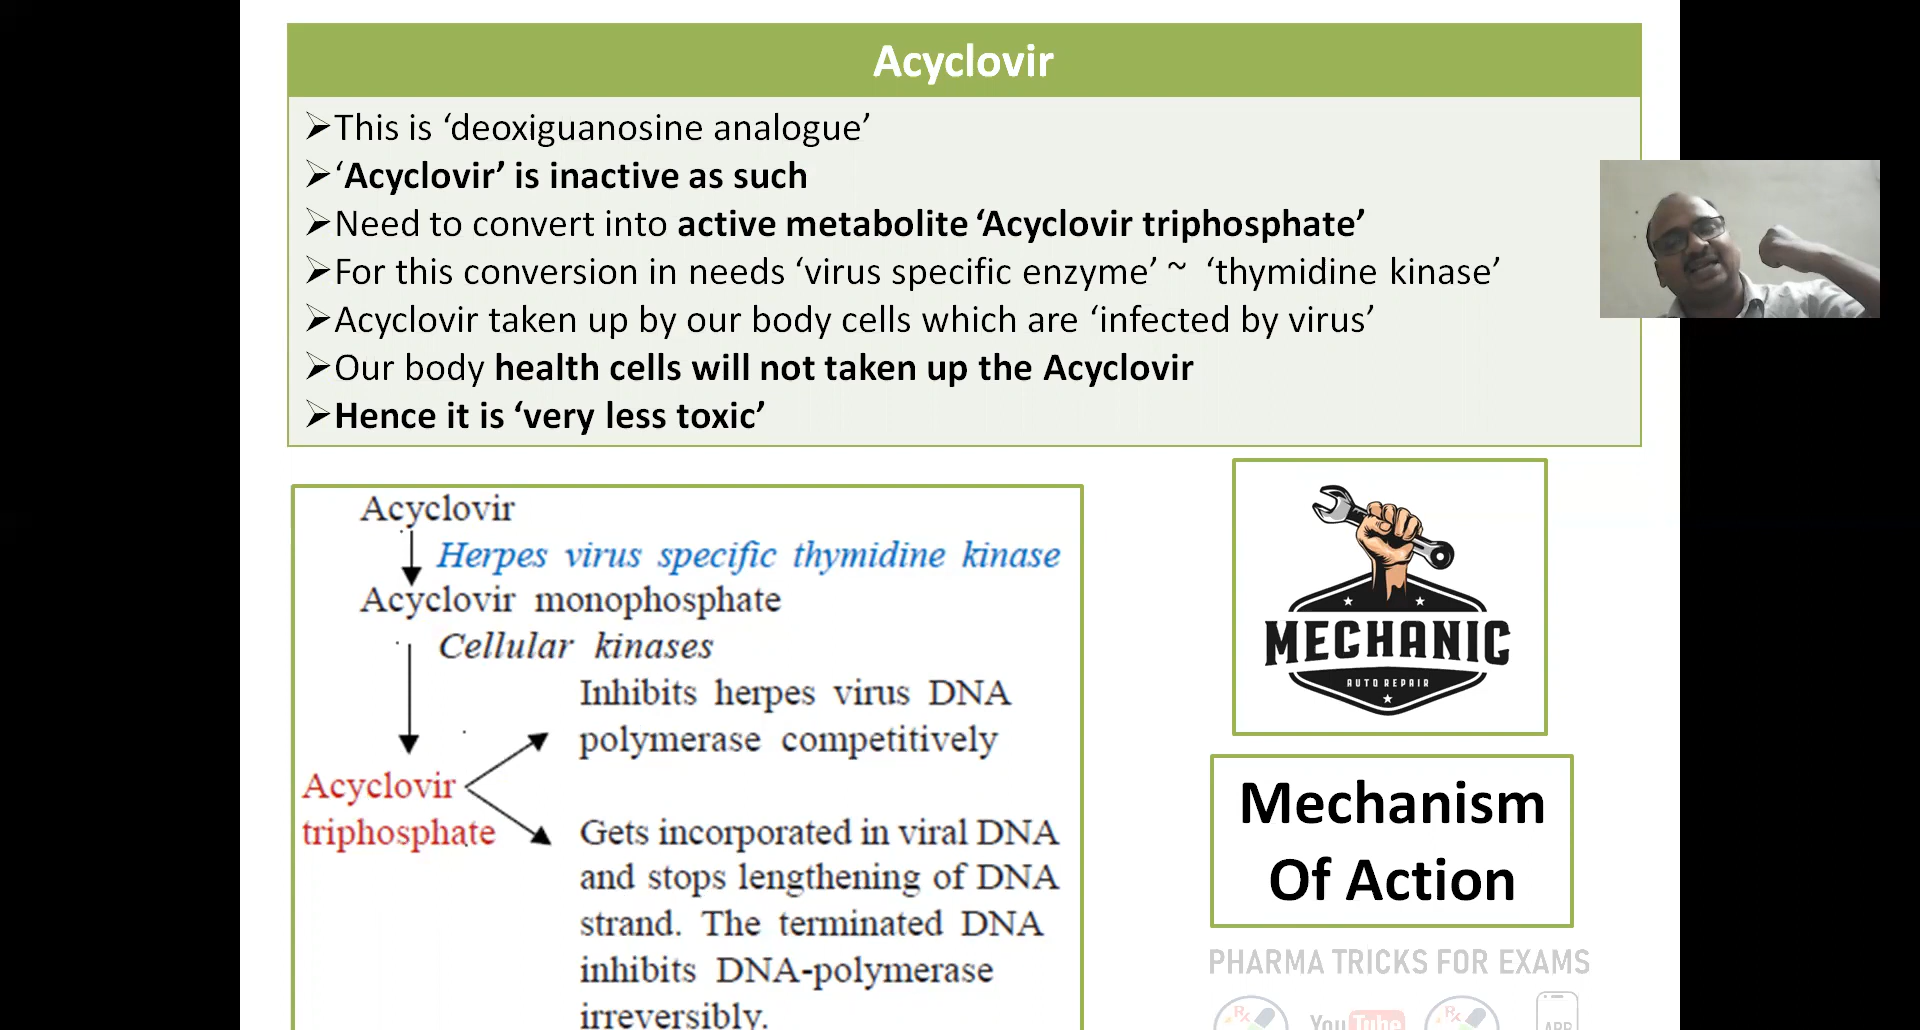 Acyclovir
➢This is ‘deoxiguanosine analogue’
➢‘Acyclovir’ is inactive as such
➢Need to convert into active metabolite ‘Acyclovir triphosphate’
➢For this conversion in needs ‘virus specific enzyme’ ~ ‘thymidine kinase’
➢Acyclovir taken up by our body cells which are ‘infected by virus’
➢Our body health cells will not taken up the Acyclovir
➢Hence it is ‘very less toxic’
Acyclovir
Herpes virus specific thymidine kinase
Acyclovir monophosphate
Cellular kinases
Inhibits herpes virus DNA
polymerase competitively
Acyclovir
triphosphate
Gets incorporated in viral DNA
and stops lengthening of DNA
strand. The terminated DNA
inhibits DNA-polymerase
irreversibly.
MECHANIC
AUTO REPAIR
Mechanism
Of Action
PHARMA TRICKS FOR EXAMS
Rx
YouTube
Rx
APP